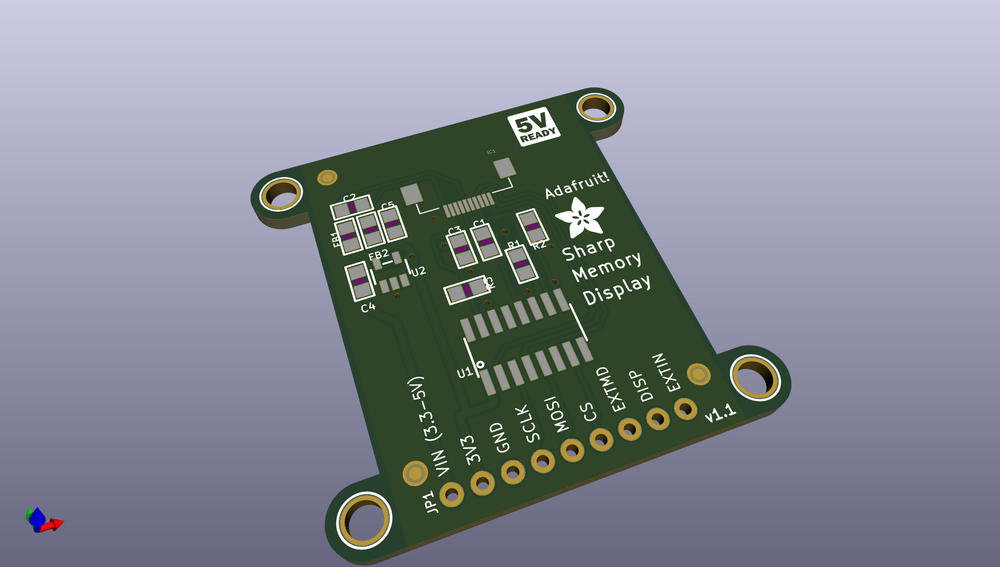 5V
READY
IC1
Adafruit!
C2
C5
FB1
FB2
U2
C4
C3
C1
R1
R2
Sharp
Memory
Display
U1
VIN (3.3-5V)
3V3
GND
SCLK
MOSI
CS
EXTMD
DISP
EXTIN
JP1
v1.1